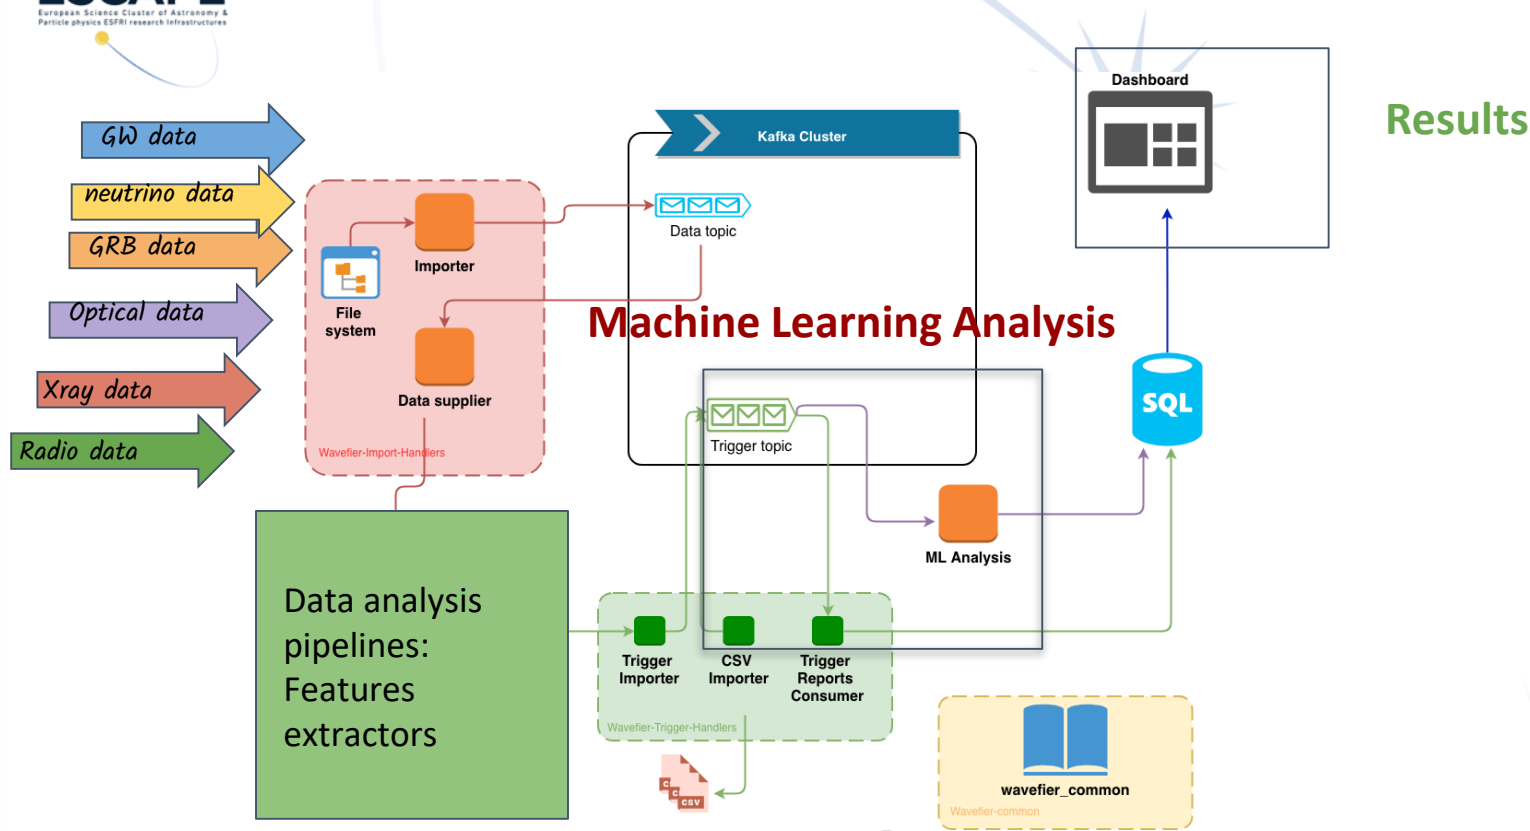 ESCAPE
European Science Cluster of Astronomy &
Particle physics ESFRI research Infrastructures
GW data
neutrino data
GRB data
Optical data
Xray data
Radio data
Importer
File
system
Data supplier
Wavefier-Import-Handlers
Kafka Cluster
Data topic
Machine Learning Analysis
Trigger topic
ML Analysis
Dashboard
Results
SQL
Data analysis
pipelines:
Features
extractors
Trigger
Importer
CSV
Importer
Trigger
Reports
Consumer
Wavefier-Trigger-Handlers
csv
wavefier_common
Wavefier-common